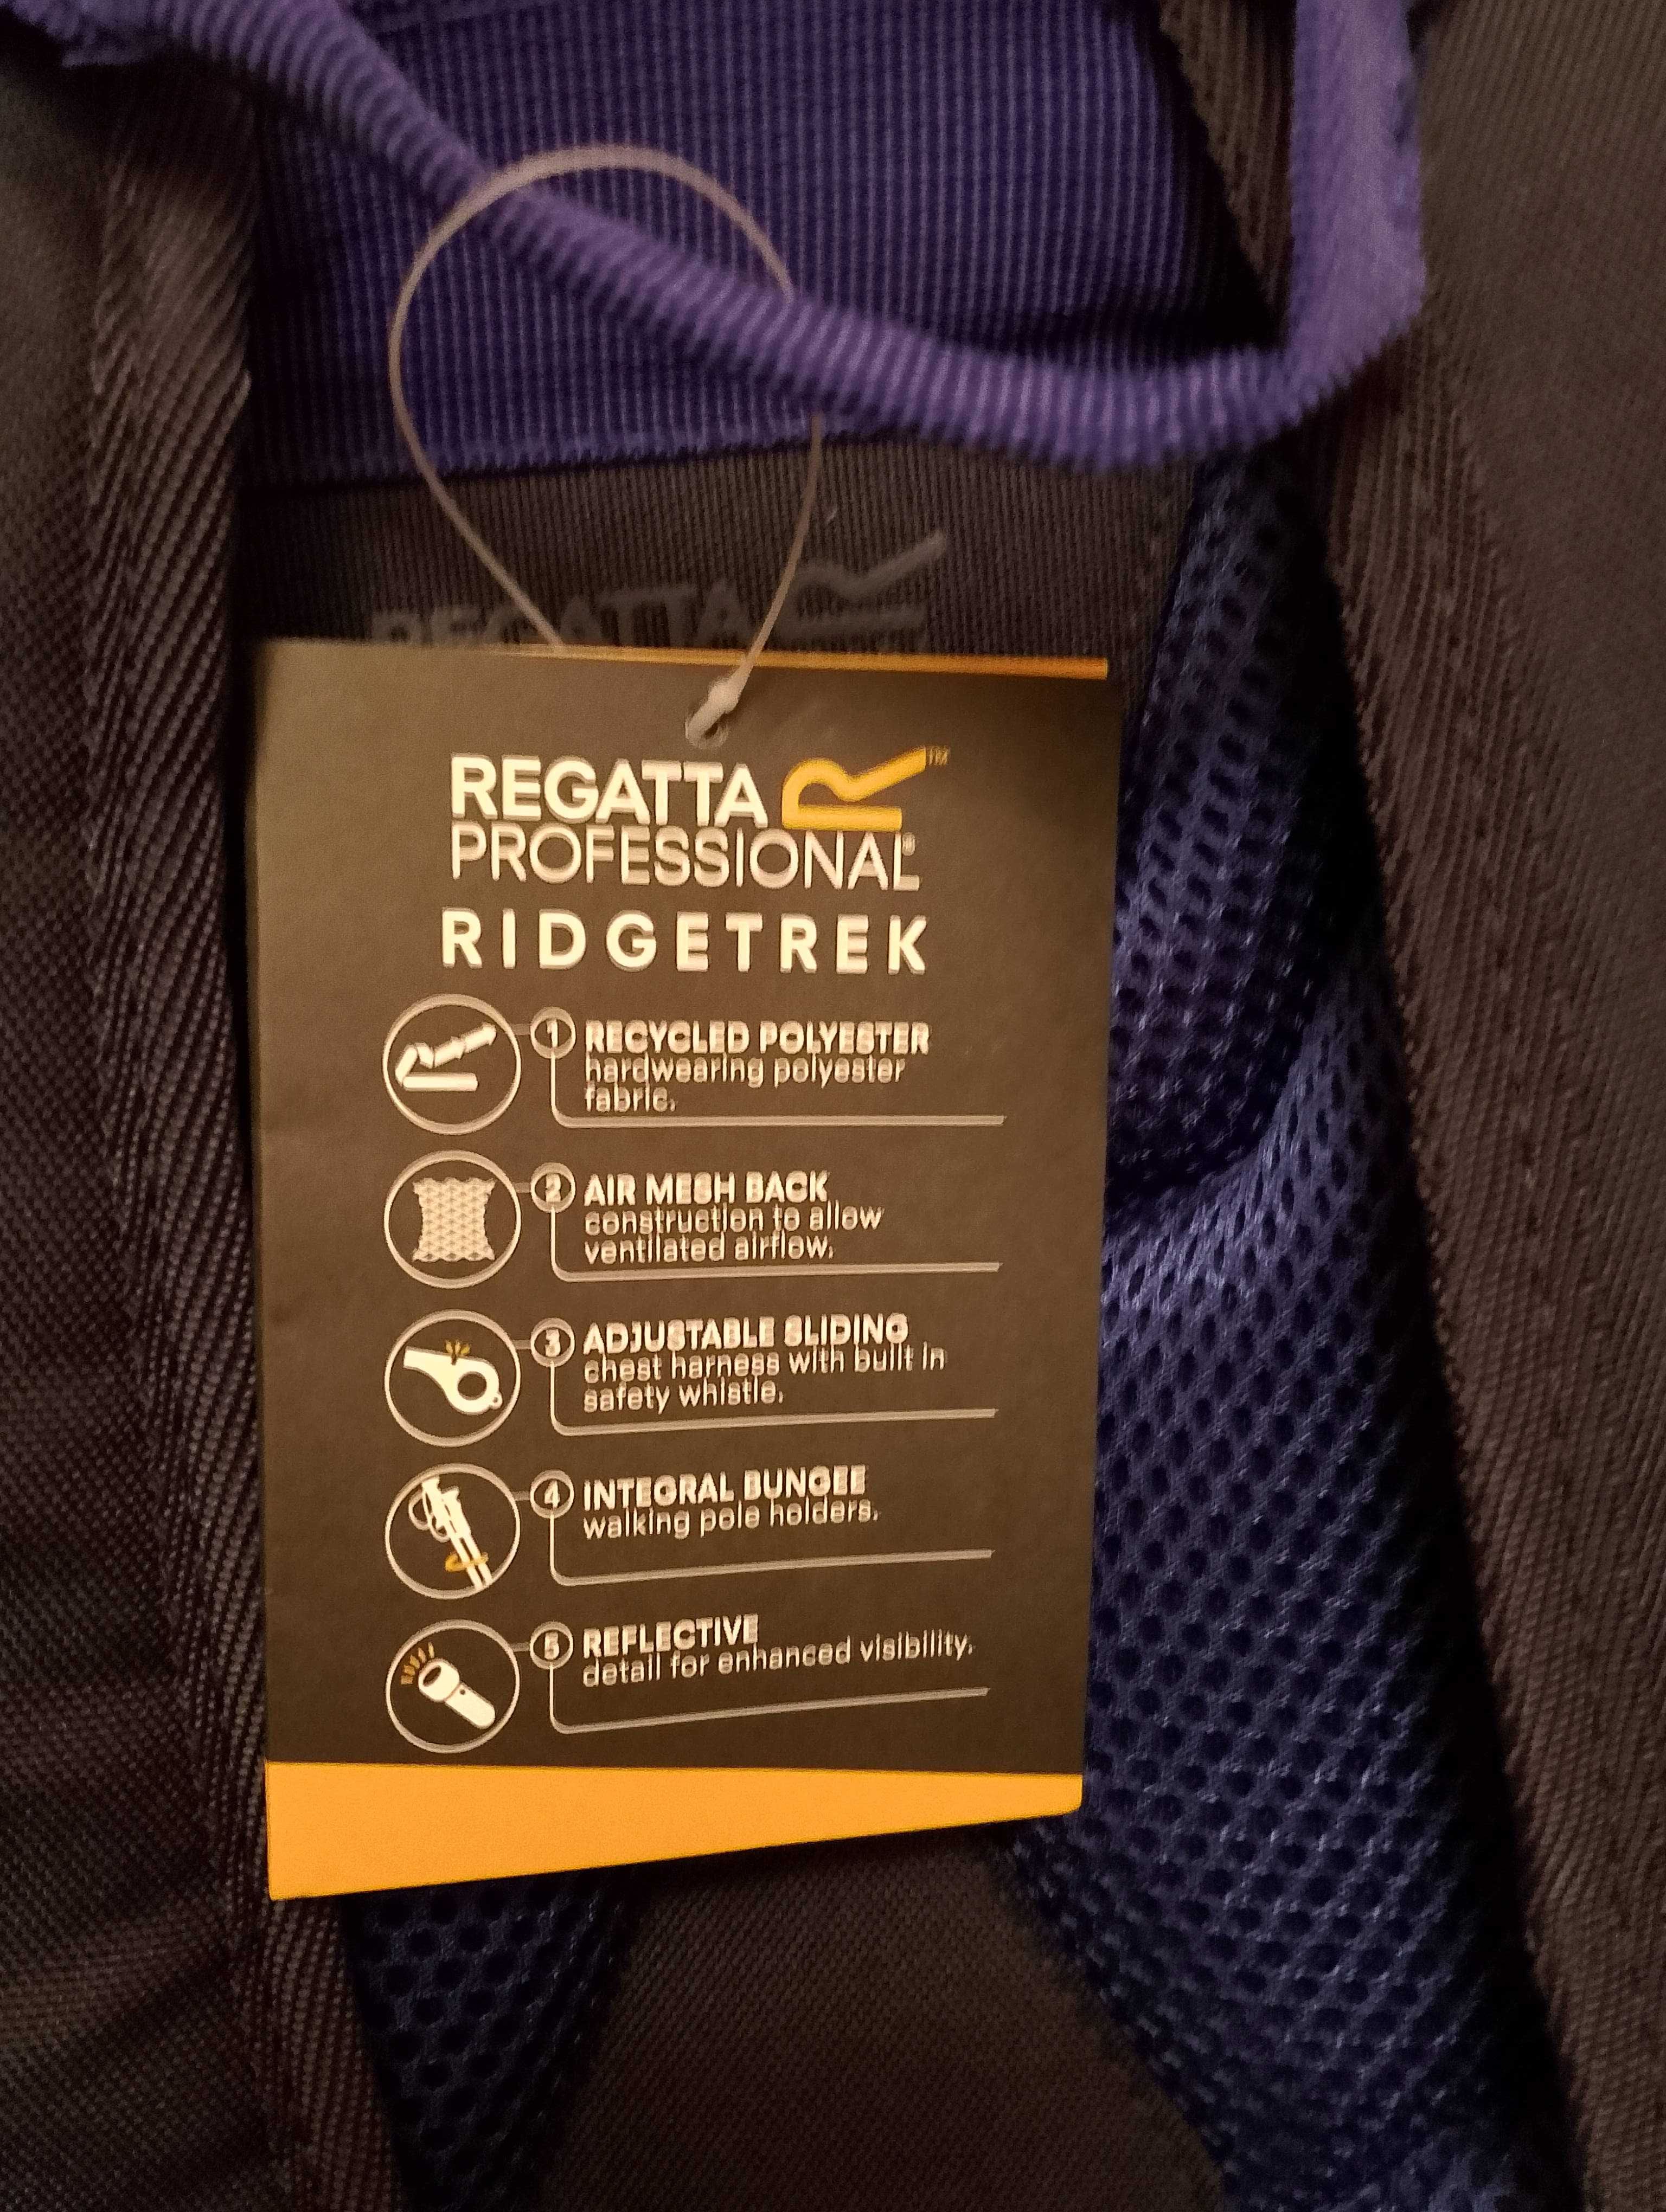 REGATTA
REGATTA R™
PROFESSIONAL®
RIDGETREK
1 RECYCLED POLYESTER
hardwearing polyester
fabric.
2 AIR MESH BACK
construction to allow
ventilated airflow.
3 ADJUSTABLE SLIDING
chest harness with built in
safety whistle.
4 INTEGRAL BUNGEE
walking pole holders.
5 REFLECTIVE
detail for enhanced visibility.